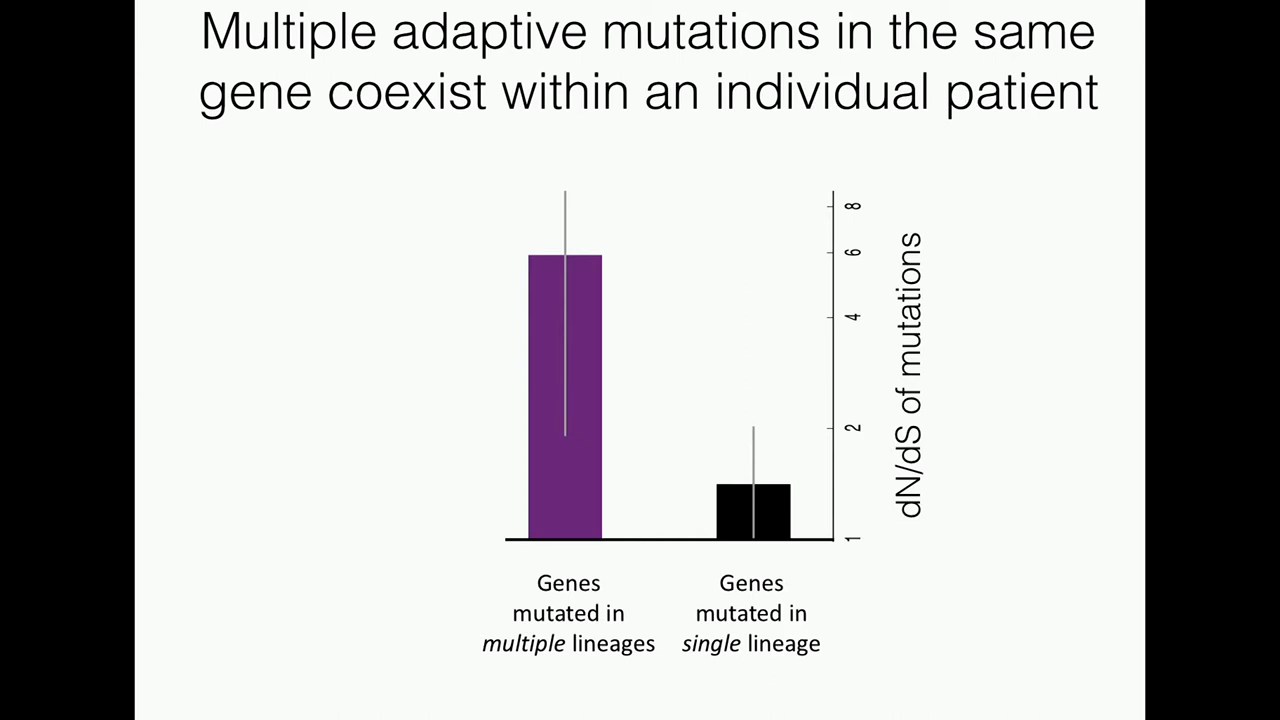 Multiple adaptive mutations in the same
gene coexist within an individual patient
8
6
4
2
1
dN/dS of mutations
Genes
mutated in
multiple lineages
Genes
mutated in
single lineage